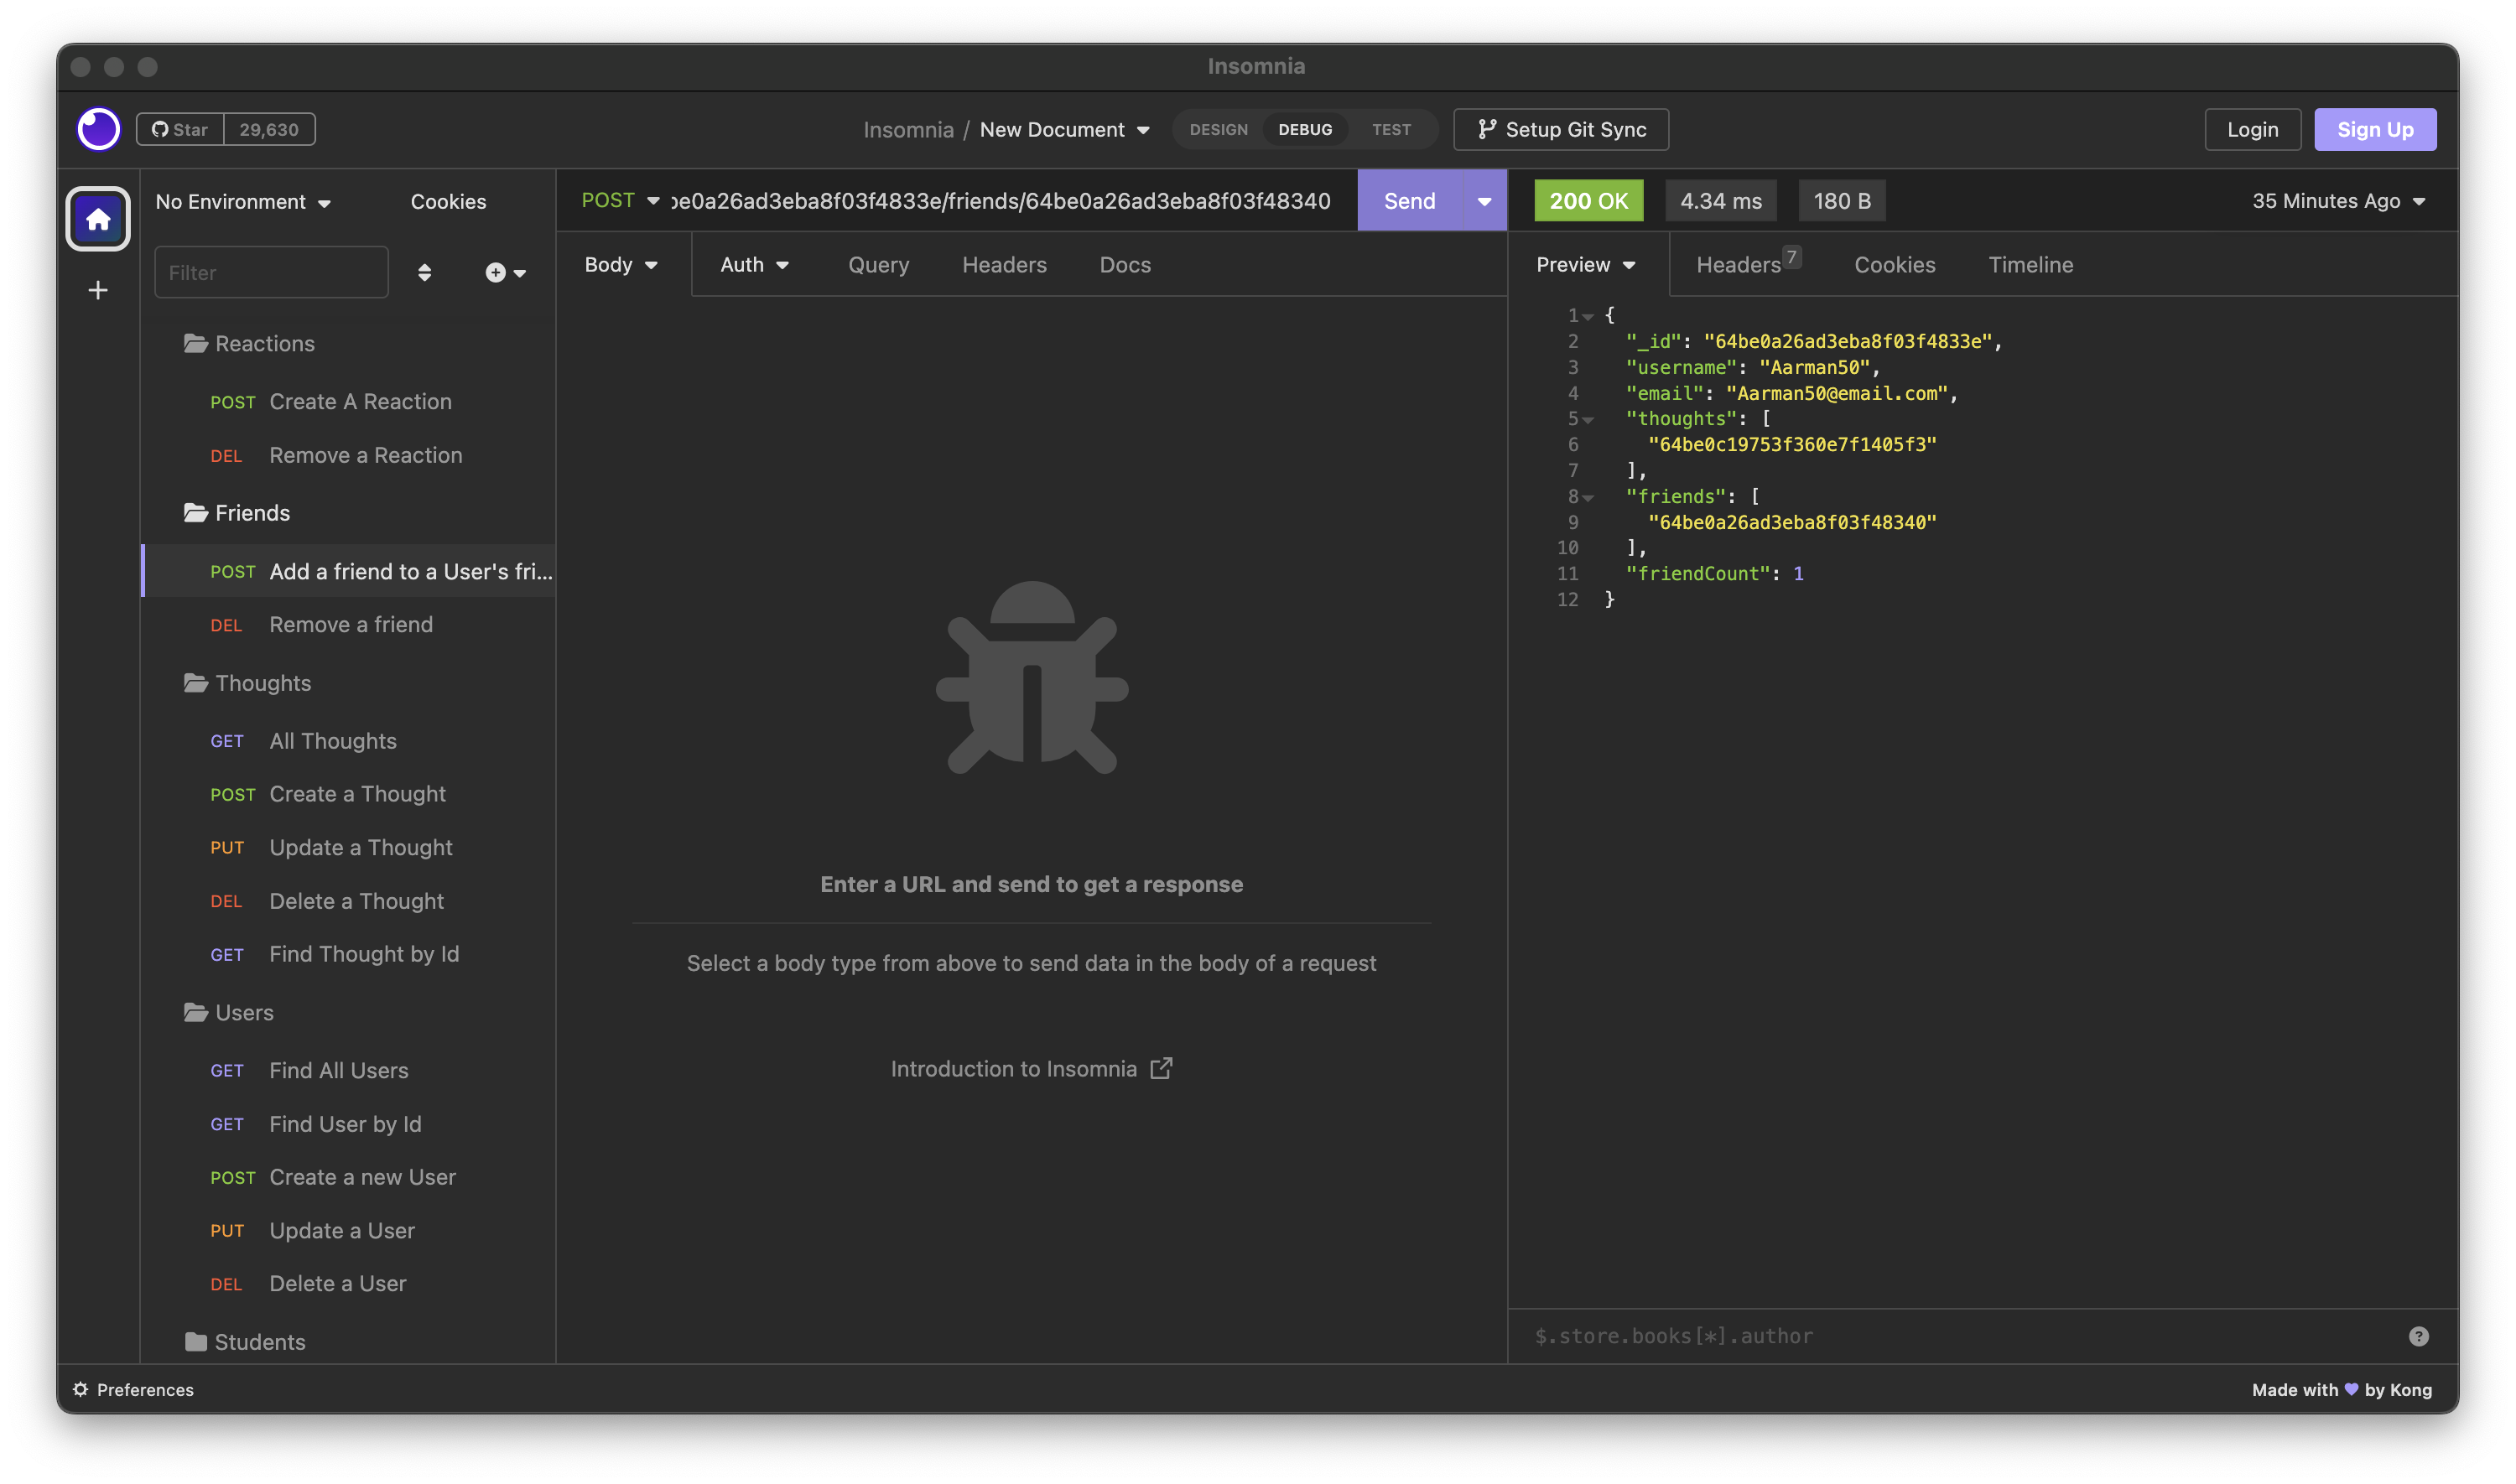 Insomnia
Star 29,630
Insomnia / New Document
DESIGN DEBUG TEST
Setup Git Sync
Login
Sign Up
No Environment
Cookies
Filter
Reactions
POST Create A Reaction
DEL Remove a Reaction
Friends
POST Add a friend to a User's fri...
DEL Remove a friend
Thoughts
GET All Thoughts
POST Create a Thought
PUT Update a Thought
DEL Delete a Thought
GET Find Thought by Id
Users
GET Find All Users
GET Find User by Id
POST Create a new User
PUT Update a User
DEL Delete a User
Students
POST be0a26ad3eba8f03f4833e/friends/64be0a26ad3eba8f03f48340 Send
Body Auth Query Headers Docs
Enter a URL and send to get a response
Select a body type from above to send data in the body of a request
Introduction to Insomnia
200 OK 4.34 ms 180 B 35 Minutes Ago
Preview Headers 7 Cookies Timeline
1 {
2 "_id": "64be0a26ad3eba8f03f4833e",
3 "username": "Aarman50",
4 "email": "Aarman50@email.com",
5 "thoughts": [
6 "64be0c19753f360e7f1405f3"
7 ],
8 "friends": [
9 "64be0a26ad3eba8f03f48340"
10 ],
11 "friendCount": 1
12 }
$.store.books[*].author
?
Preferences
Made with 💜 by Kong